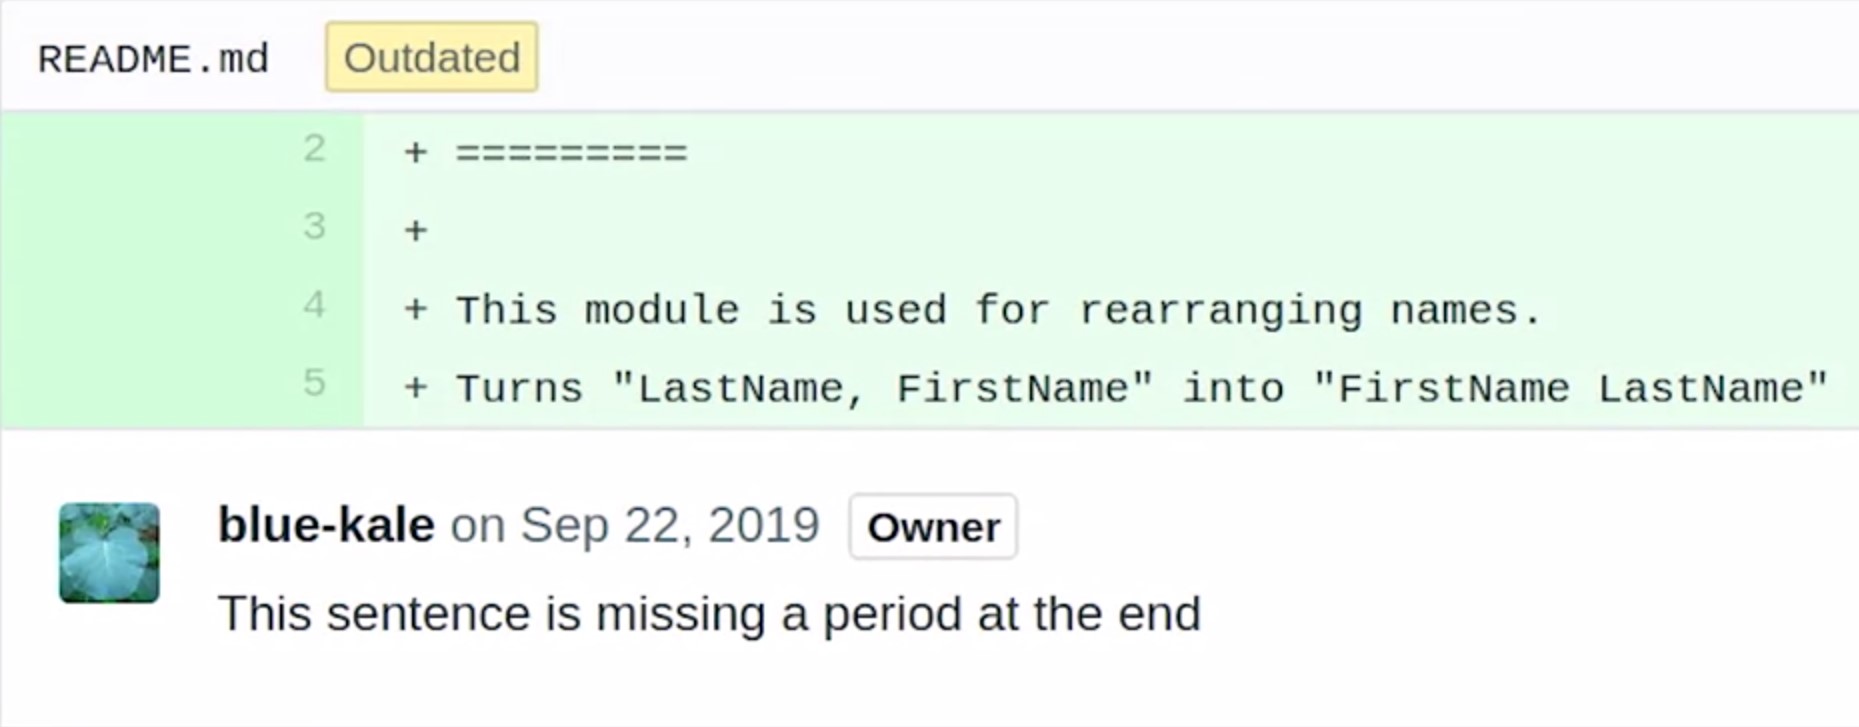 README.md Outdated
2 + =========
3 +
4 + This module is used for rearranging names.
5 + Turns "LastName, FirstName" into "FirstName LastName"
blue-kale on Sep 22, 2019 Owner
This sentence is missing a period at the end